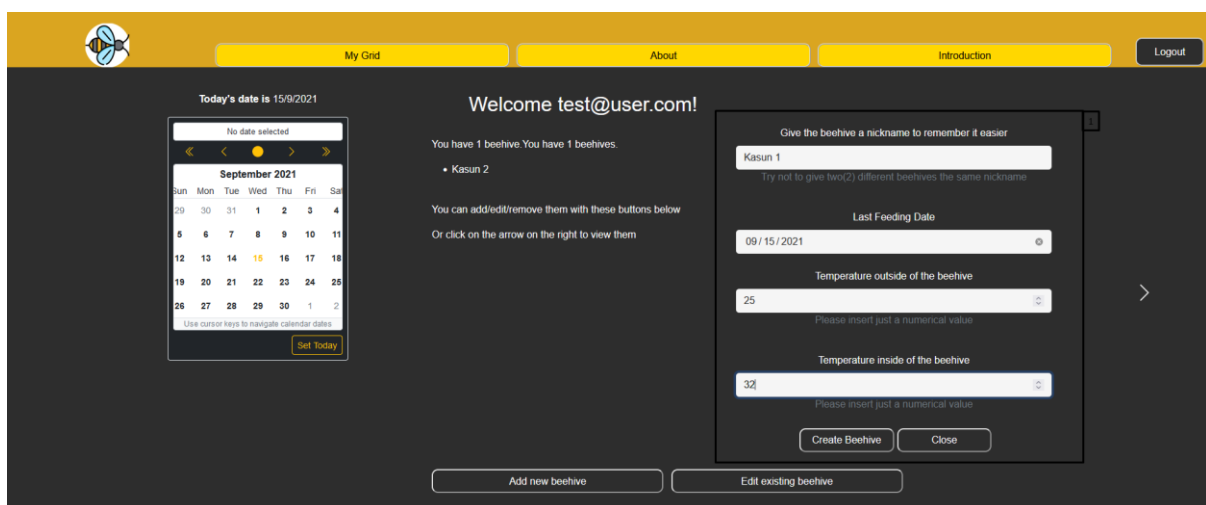 My Grid
About
Introduction
Logout
Today's date is 15/9/2021
No date selected
September 2021
Sun Mon Tue Wed Thu Fri Sat
29 30 31 1 2 3 4
5 6 7 8 9 10 11
12 13 14 15 16 17 18
19 20 21 22 23 24 25
26 27 28 29 30 1 2
Use cursor keys to navigate calendar dates
Set Today
Welcome test@user.com!
You have 1 beehive.You have 1 beehives.
• Kasun 2
You can add/edit/remove them with these buttons below
Or click on the arrow on the right to view them
1
Give the beehive a nickname to remember it easier
Kasun 1
Try not to give two(2) different beehives the same nickname
Last Feeding Date
09/15/2021
Temperature outside of the beehive
25
Please insert just a numerical value
Temperature inside of the beehive
32
Please insert just a numerical value
Create Beehive
Close
Add new beehive
Edit existing beehive